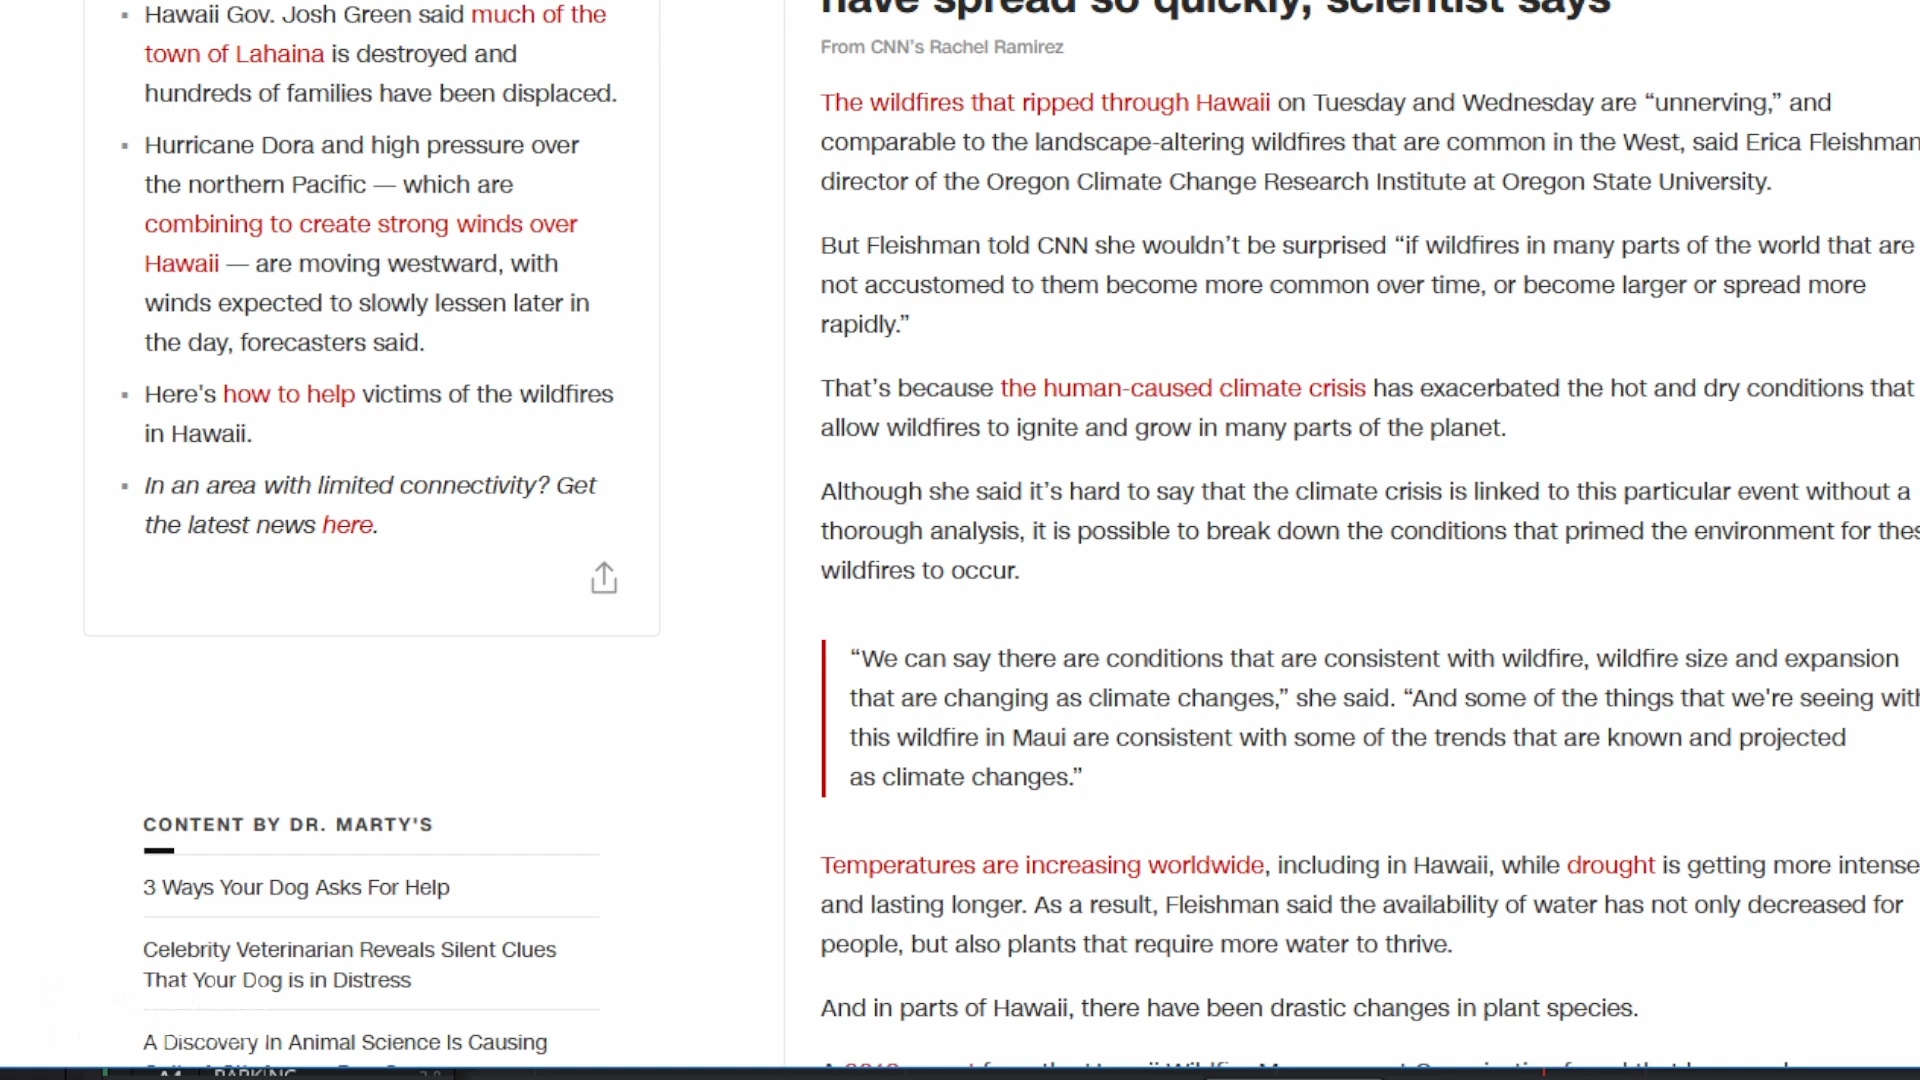 Hawaii Gov. Josh Green said much of the
town of Lahaina is destroyed and
hundreds of families have been displaced.
Hurricane Dora and high pressure over
the northern Pacific — which are
combining to create strong winds over
Hawaii — are moving westward, with
winds expected to slowly lessen later in
the day, forecasters said.
Here’s how to help victims of the wildfires
in Hawaii.
In an area with limited connectivity? Get
the latest news here.
CONTENT BY DR. MARTY'S
3 Ways Your Dog Asks For Help
Celebrity Veterinarian Reveals Silent Clues
That Your Dog is in Distress
A Discovery In Animal Science Is Causing
PARKING
have spread so quickly, scientist says
From CNN’s Rachel Ramirez
The wildfires that ripped through Hawaii on Tuesday and Wednesday are “unnerving,” and
comparable to the landscape-altering wildfires that are common in the West, said Erica Fleishman
director of the Oregon Climate Change Research Institute at Oregon State University.
But Fleishman told CNN she wouldn’t be surprised “if wildfires in many parts of the world that are
not accustomed to them become more common over time, or become larger or spread more
rapidly.”
That’s because the human-caused climate crisis has exacerbated the hot and dry conditions that
allow wildfires to ignite and grow in many parts of the planet.
Although she said it’s hard to say that the climate crisis is linked to this particular event without a
thorough analysis, it is possible to break down the conditions that primed the environment for thes
wildfires to occur.
“We can say there are conditions that are consistent with wildfire, wildfire size and expansion
that are changing as climate changes,” she said. “And some of the things that we're seeing with
this wildfire in Maui are consistent with some of the trends that are known and projected
as climate changes.”
Temperatures are increasing worldwide, including in Hawaii, while drought is getting more intense
and lasting longer. As a result, Fleishman said the availability of water has not only decreased for
people, but also plants that require more water to thrive.
And in parts of Hawaii, there have been drastic changes in plant species.